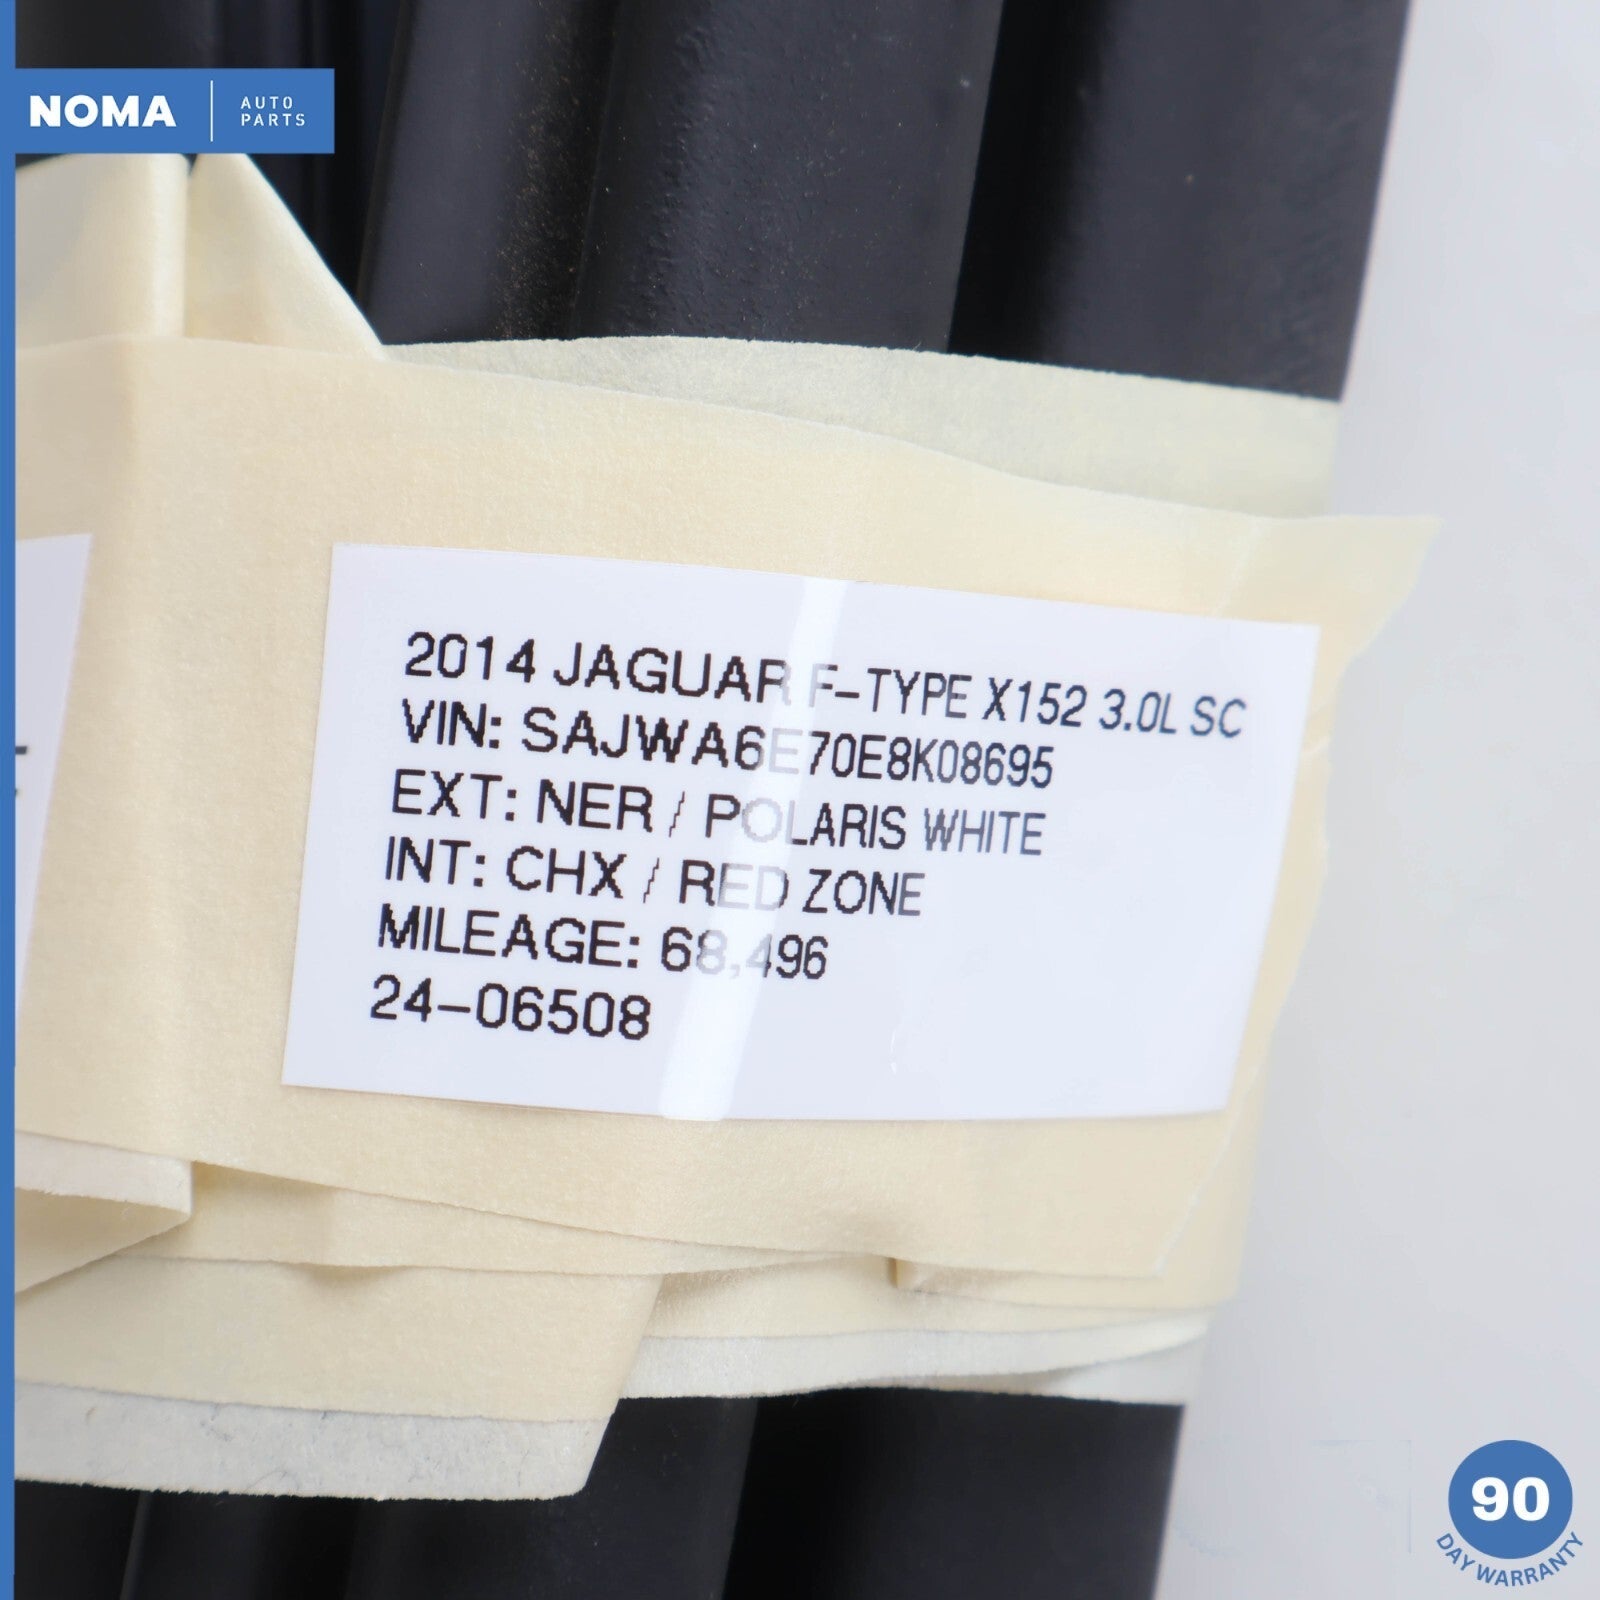 NOMA
AUTO
PARTS
2014 JAGUAR F-TYPE X152 3.0L SC
VIN: SAJWA6E70E8K08695
EXT: NER / POLARIS WHITE
INT: CHX / RED ZONE
MILEAGE: 68,496
24-06508
90
DAY WARRANTY